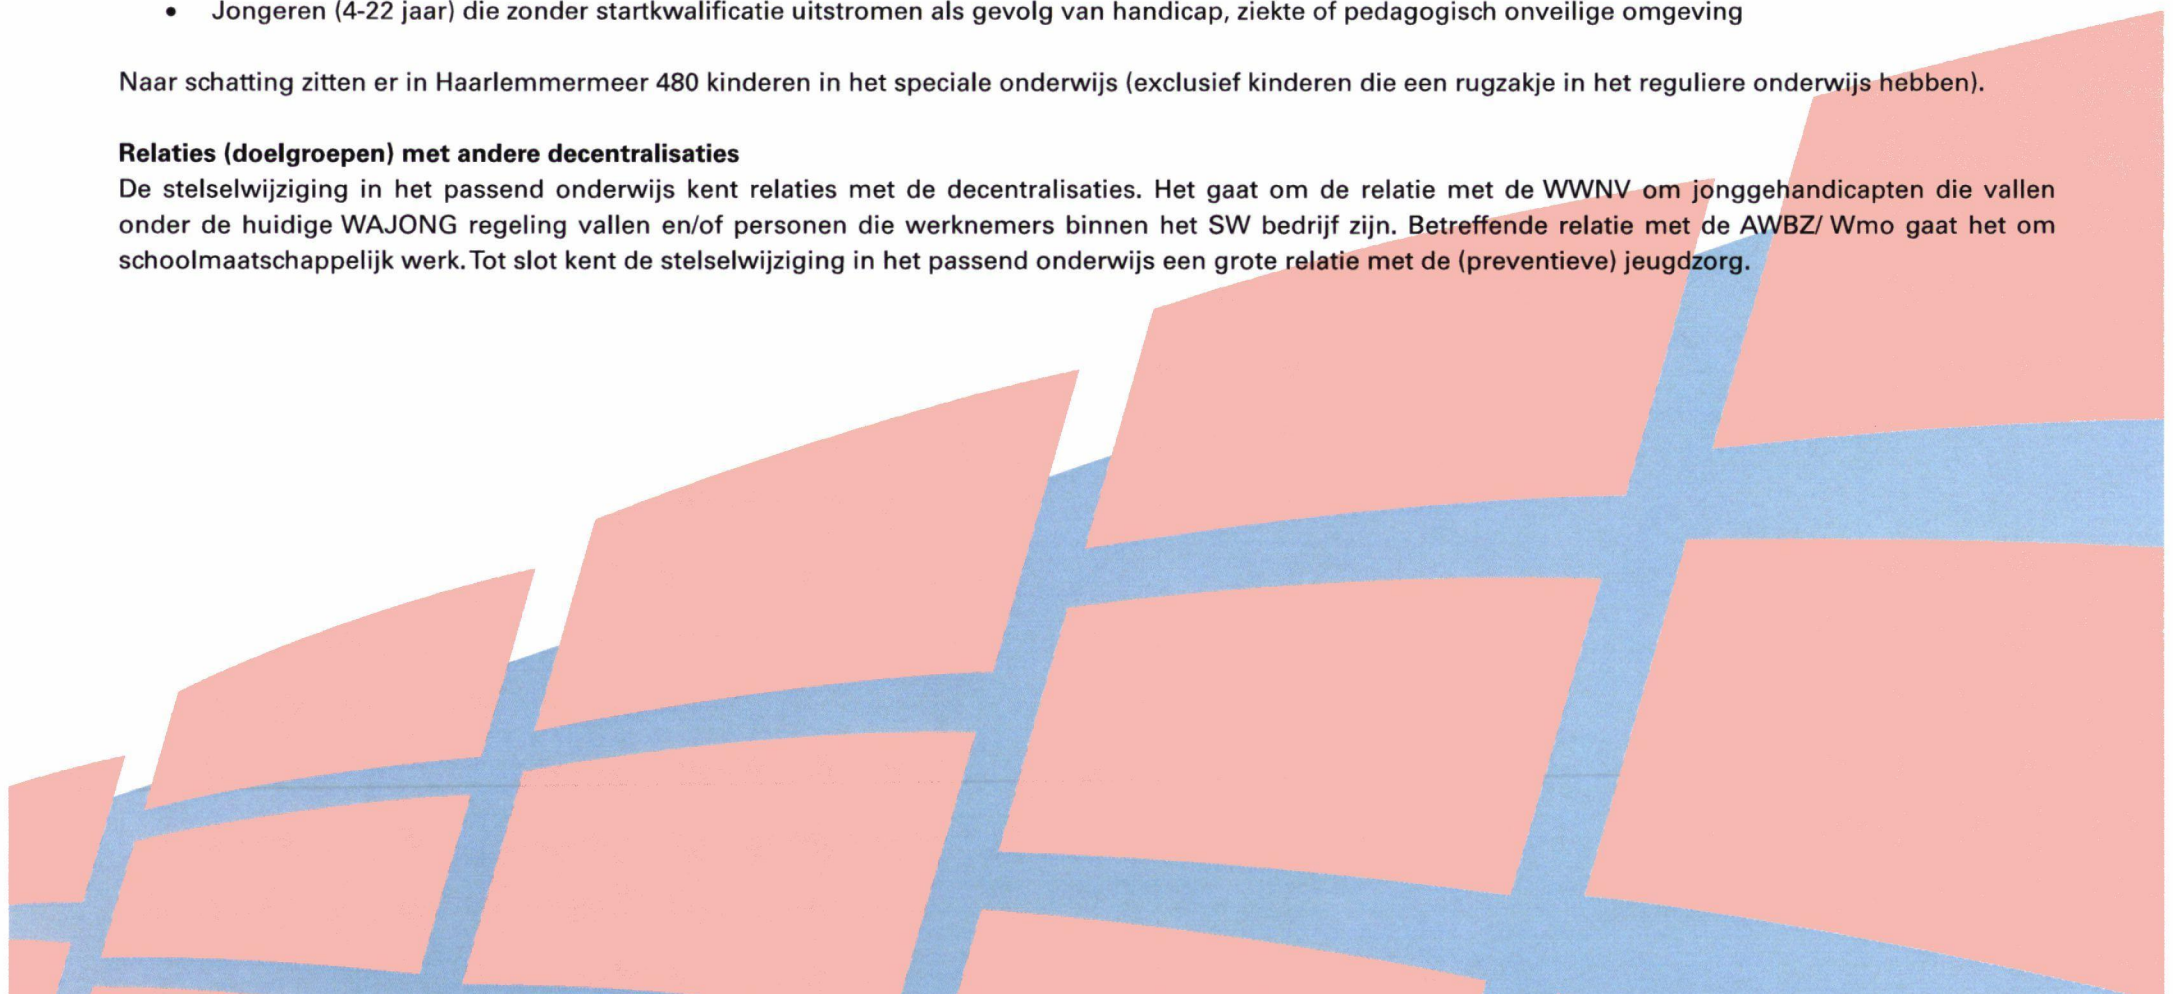 • Jongeren (4-22 jaar) die zonder startkwalificatie uitstromen als gevolg van handicap, ziekte of pedagogisch onveilige omgeving
Naar schatting zitten er in Haarlemmermeer 480 kinderen in het speciale onderwijs (exclusief kinderen die een rugzakje in het reguliere onderwijs hebben).
Relaties (doelgroepen) met andere decentralisaties
De stelselwijziging in het passend onderwijs kent relaties met de decentralisaties. Het gaat om de relatie met de WWNV om jonggehandicapten die vallen
onder de huidige WAJONG regeling vallen en/of personen die werknemers binnen het SW bedrijf zijn. Betreffende relatie met de AWBZ/ Wmo gaat het om
schoolmaatschappelijk werk. Tot slot kent de stelselwijziging in het passend onderwijs een grote relatie met de (preventieve) jeugdzorg.